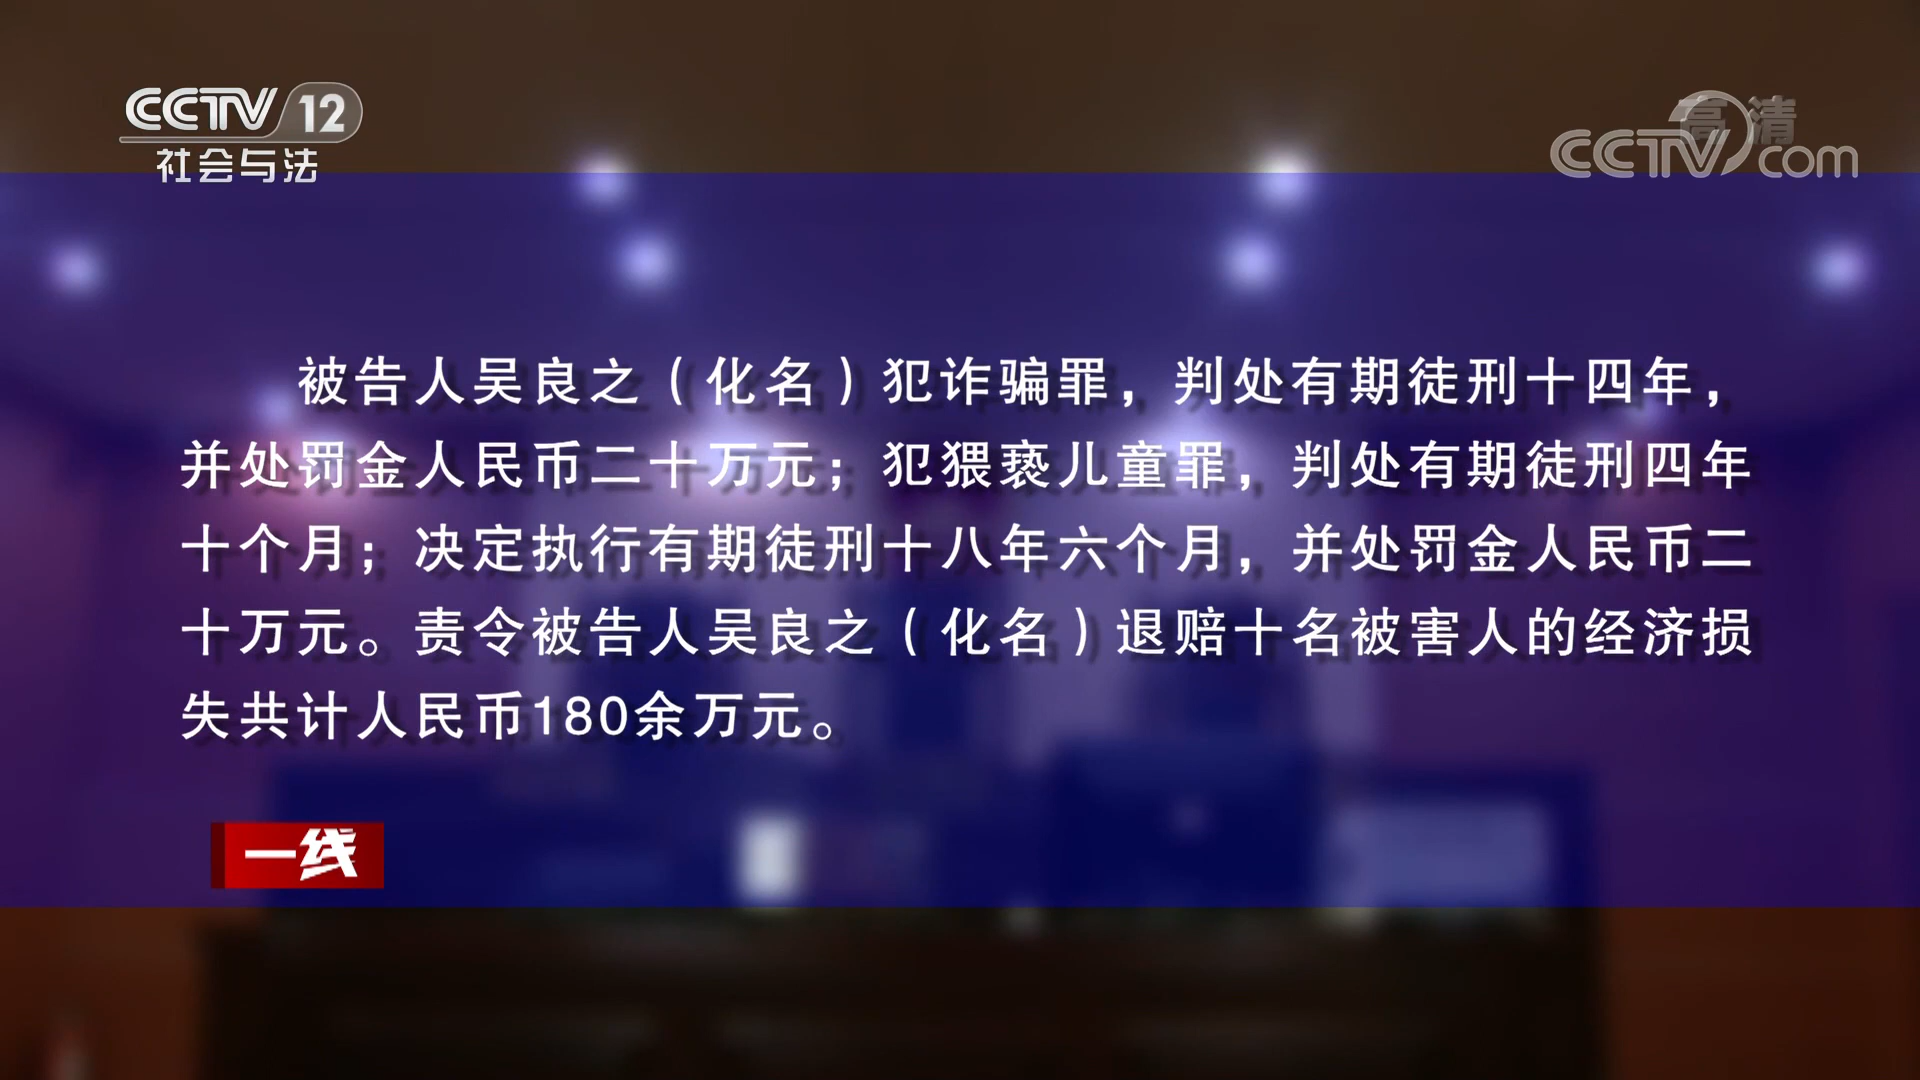 CCTV 12
社会与法
高清
CCTV.com
被告人吴良之（化名）犯诈骗罪，判处有期徒刑十四年，
并处罚金人民币二十万元；犯猥亵儿童罪，判处有期徒刑四年
十个月；决定执行有期徒刑十八年六个月，并处罚金人民币二
十万元。责令被告人吴良之（化名）退赔十名被害人的经济损
失共计人民币180余万元。
一线